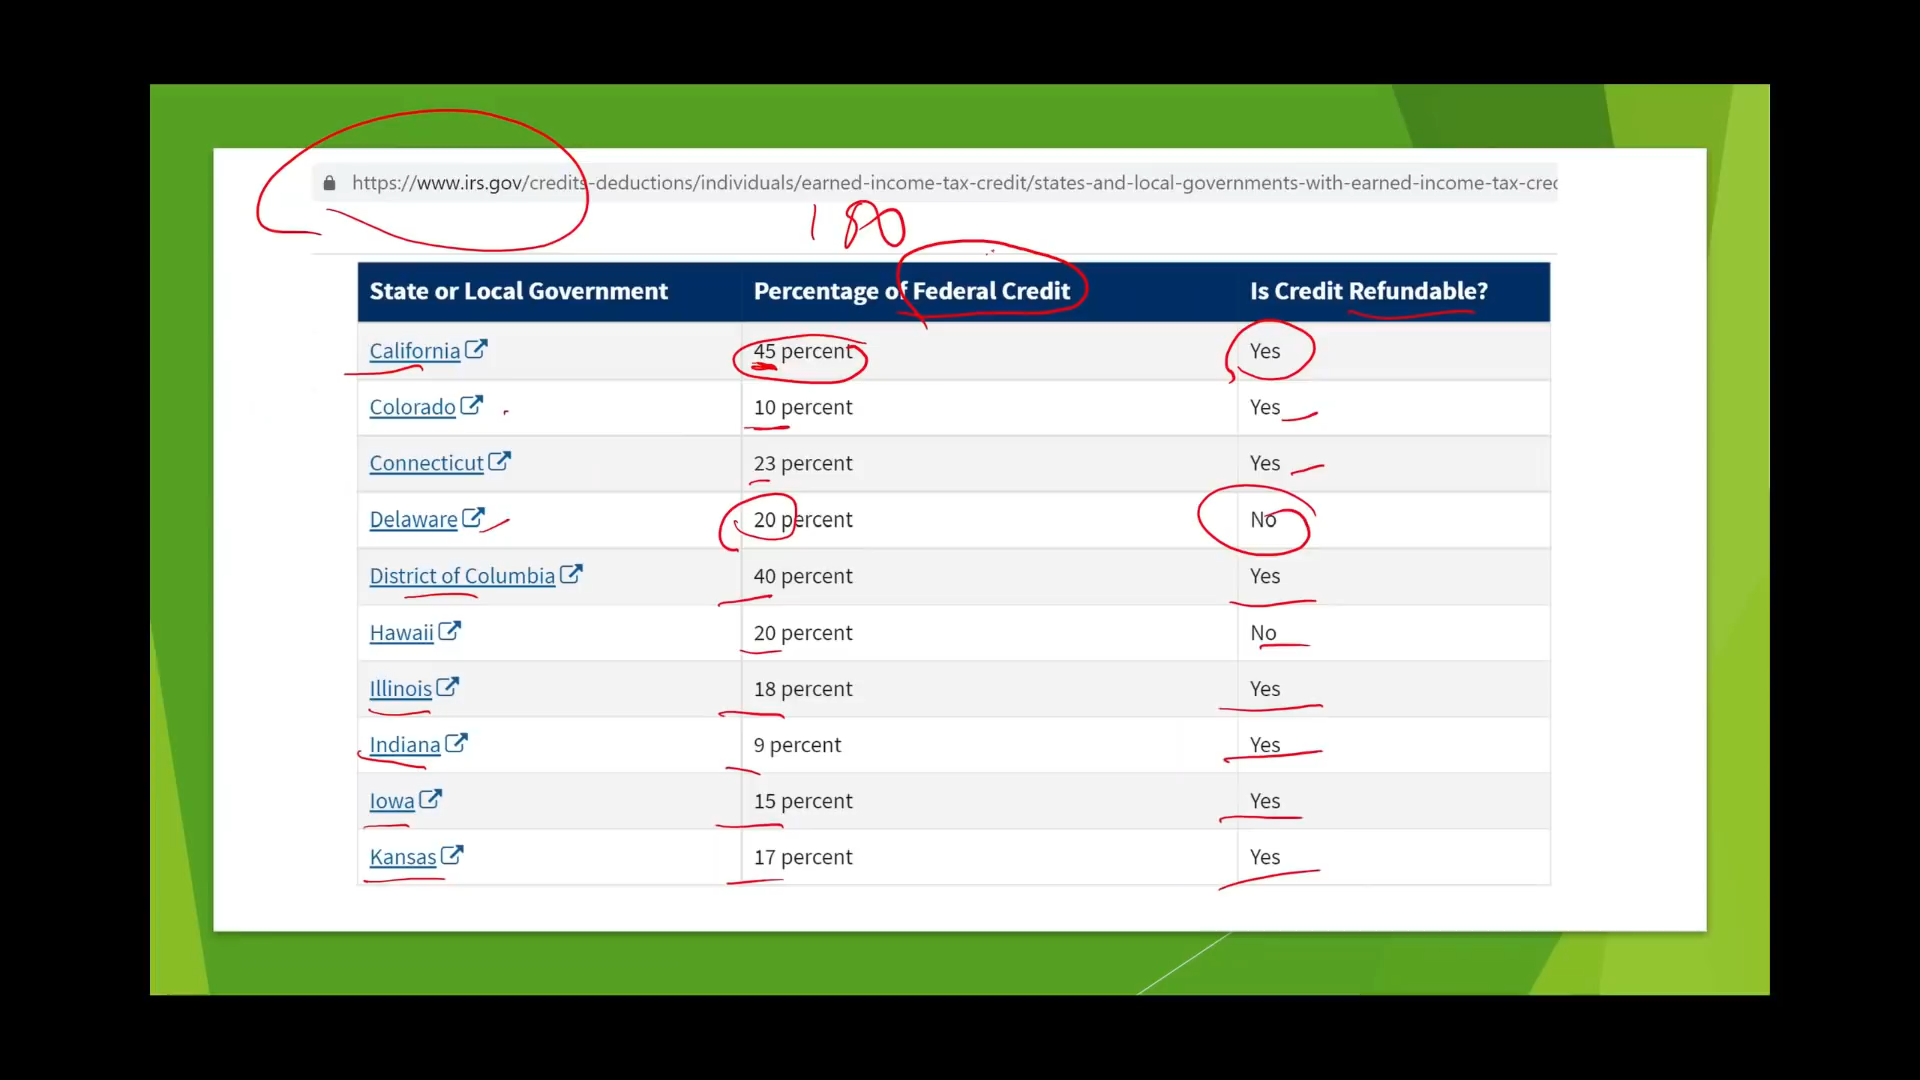 https://www.irs.gov/credits-deductions/individuals/earned-income-tax-credit/states-and-local-governments-with-earned-income-tax-cred
State or Local Government Percentage of Federal Credit Is Credit Refundable?
California 45 percent Yes
Colorado 10 percent Yes
Connecticut 23 percent Yes
Delaware 20 percent No
District of Columbia 40 percent Yes
Hawaii 20 percent No
Illinois 18 percent Yes
Indiana 9 percent Yes
Iowa 15 percent Yes
Kansas 17 percent Yes